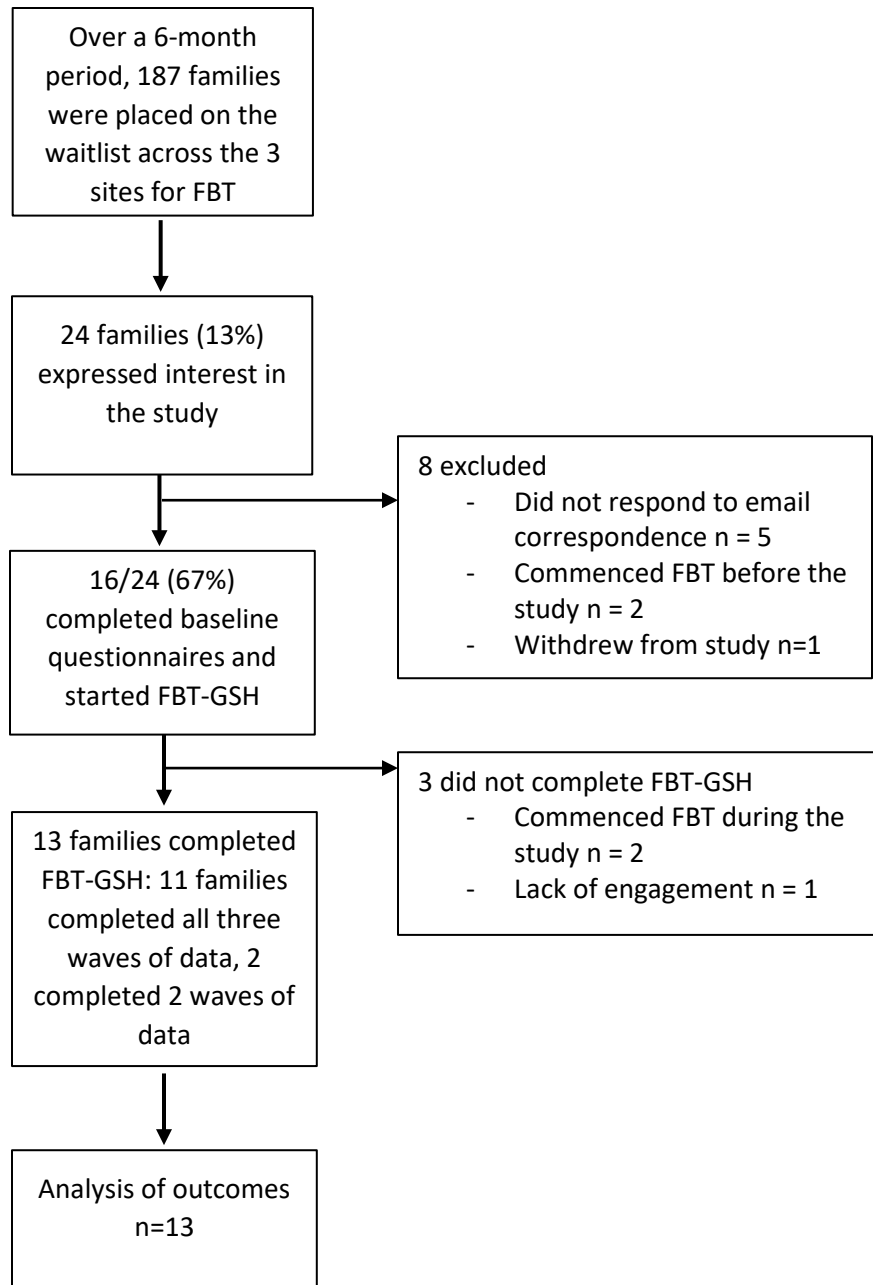 Over a 6-month
period, 187 families
were placed on the
waitlist across the 3
sites for FBT
24 families (13%)
expressed interest in
the study
8 excluded
- Did not respond to email
correspondence n = 5
- Commenced FBT before the
study n = 2
- Withdrew from study n=1
16/24 (67%)
completed baseline
questionnaires and
started FBT-GSH
3 did not complete FBT-GSH
- Commenced FBT during the
study n = 2
- Lack of engagement n = 1
13 families completed
FBT-GSH: 11 families
completed all three
waves of data, 2
completed 2 waves of
data
Analysis of outcomes
n=13